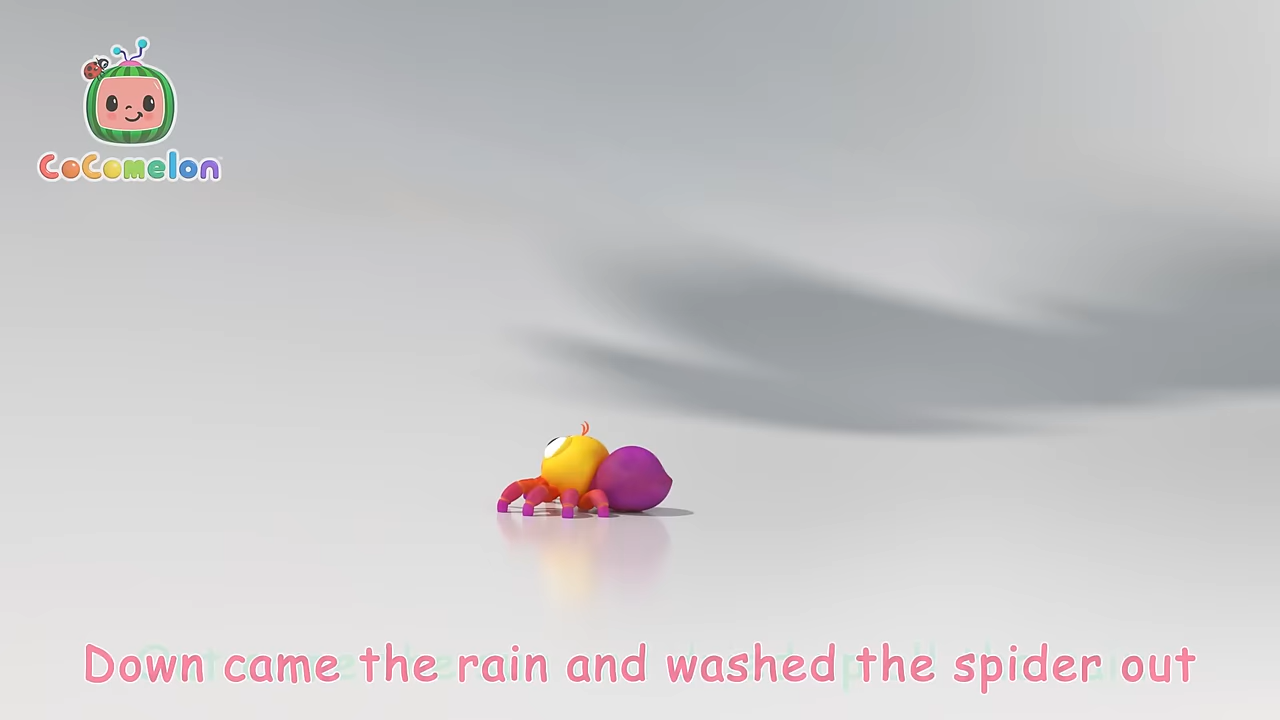 CoComelon
Down came the rain and washed the spider out